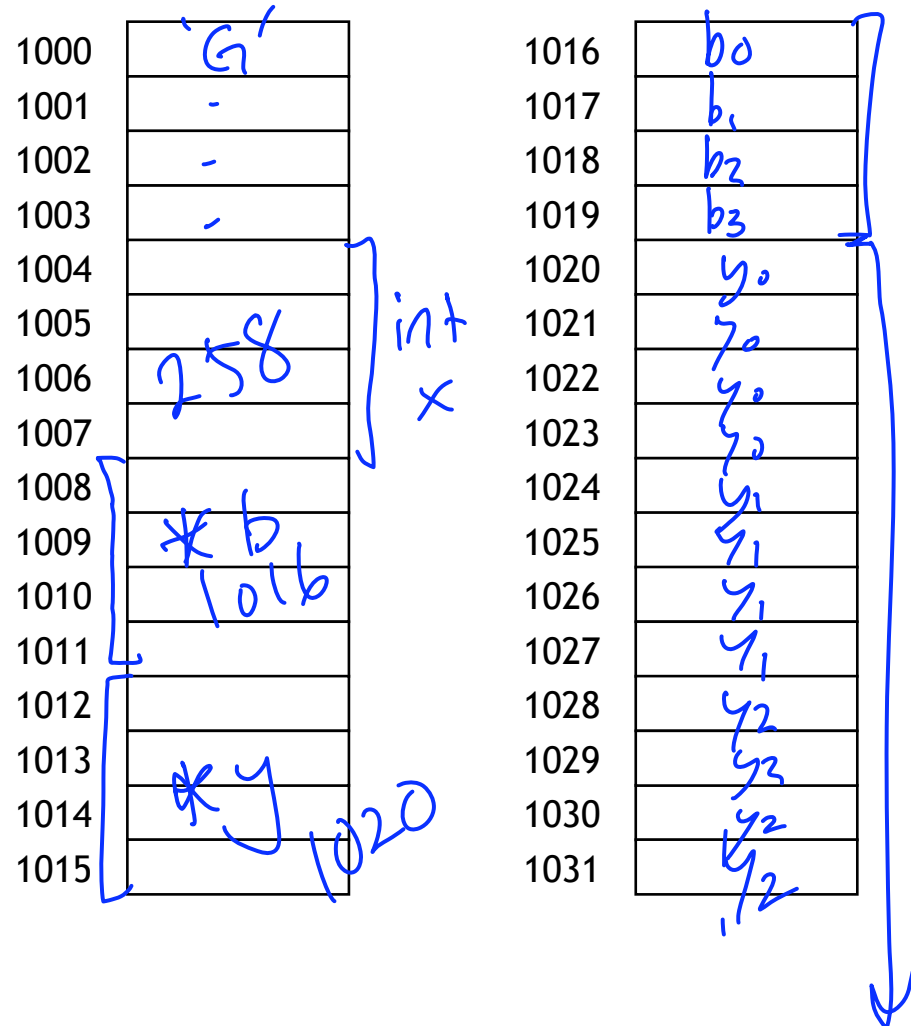 1000 'G'
1001 -
1002 -
1003 -
1004
1005
1006 258
1007
int
x
1008
1009 * b
1010 1016
1011
1012
1013
1014 * y
1015 1020
1016 b0
1017 b1
1018 b2
1019 b3
1020 y0
1021 y0
1022 y0
1023 y0
1024 y1
1025 y1
1026 y1
1027 y1
1028 y2
1029 y2
1030 y2
1031 y2